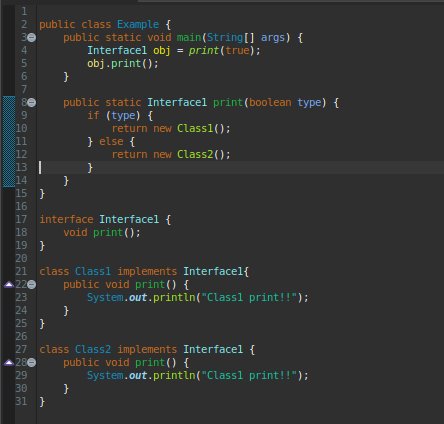 1
2 public class Example {
3 public static void main(String[] args) {
4 Interface1 obj = print(true);
5 obj.print();
6 }
7
8 public static Interface1 print(boolean type) {
9 if (type) {
10 return new Class1();
11 } else {
12 return new Class2();
13 }
14 }
15 }
16
17 interface Interface1 {
18 void print();
19 }
20
21 class Class1 implements Interface1{
22 public void print() {
23 System.out.println("Class1 print!!");
24 }
25 }
26
27 class Class2 implements Interface1 {
28 public void print() {
29 System.out.println("Class1 print!!");
30 }
31 }